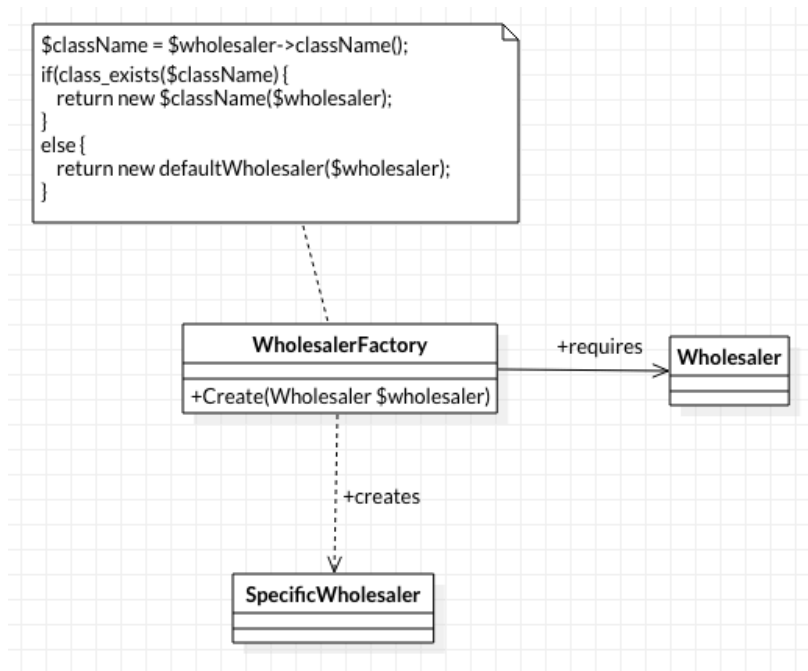 $className = $wholesaler->className();
if(class_exists($className) {
return new $className($wholesaler);
}
else {
return new defaultWholesaler($wholesaler);
}
WholesalerFactory
+Create(Wholesaler $wholesaler)
+requires
Wholesaler
+creates
SpecificWholesaler